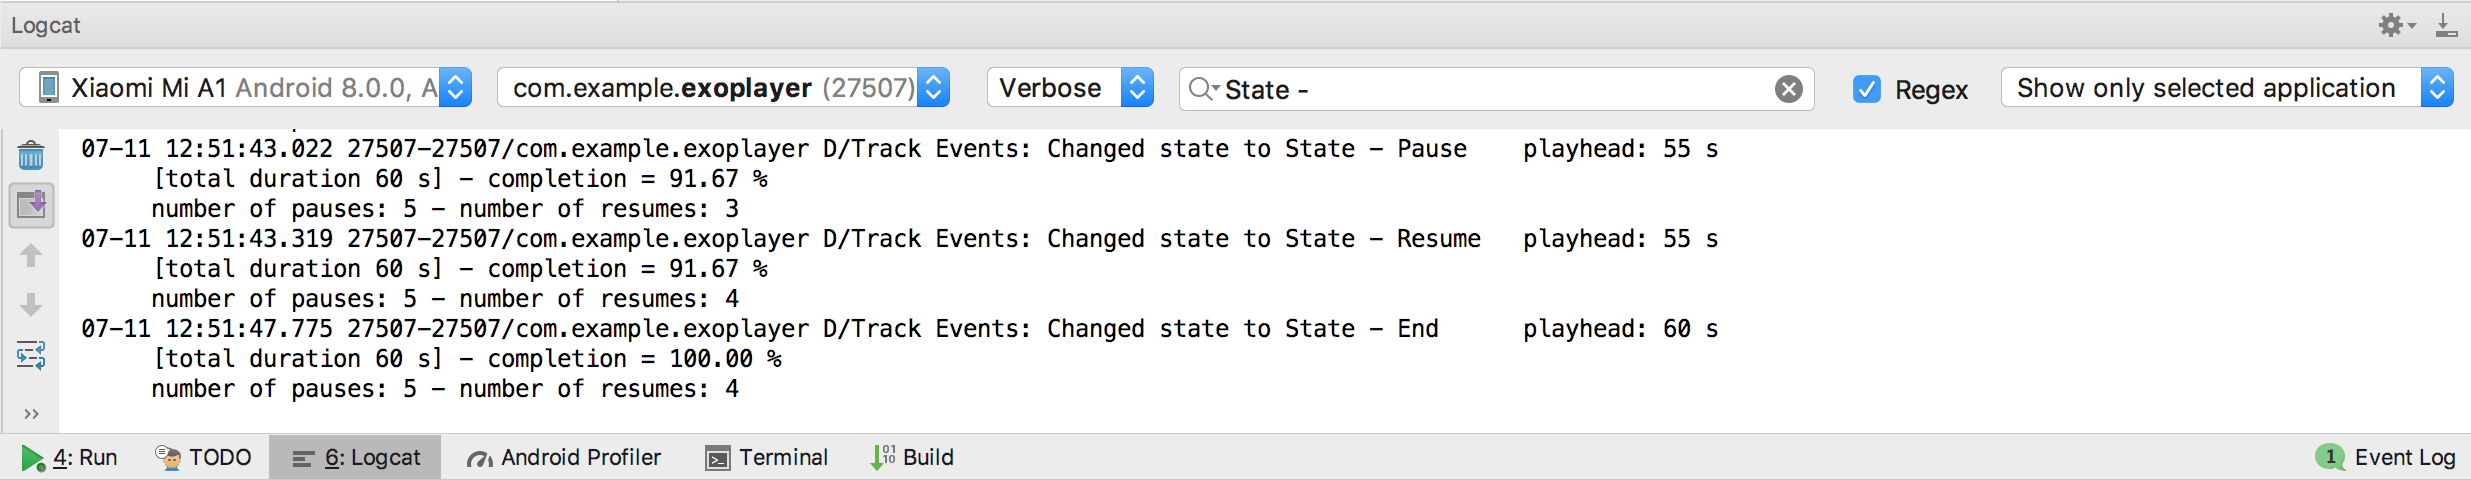 Logcat
Xiaomi Mi A1 Android 8.0.0, A com.example.exoplayer (27507) Verbose State - Regex Show only selected application
07-11 12:51:43.022 27507-27507/com.example.exoplayer D/Track Events: Changed state to State - Pause    playhead: 55 s
[total duration 60 s] - completion = 91.67 %
number of pauses: 5 - number of resumes: 3
07-11 12:51:43.319 27507-27507/com.example.exoplayer D/Track Events: Changed state to State - Resume   playhead: 55 s
[total duration 60 s] - completion = 91.67 %
number of pauses: 5 - number of resumes: 4
07-11 12:51:47.775 27507-27507/com.example.exoplayer D/Track Events: Changed state to State - End      playhead: 60 s
[total duration 60 s] - completion = 100.00 %
number of pauses: 5 - number of resumes: 4
4: Run TODO 6: Logcat Android Profiler Terminal Build 1 Event Log